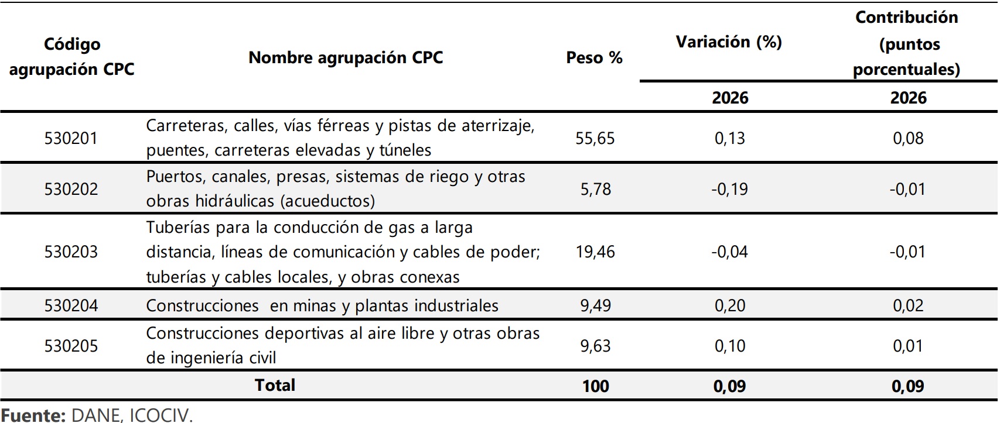 Código
agrupación CPC
Nombre agrupación CPC
Peso %
Variación (%)
Contribución
(puntos
porcentuales)
2026
2026
530201
Carreteras, calles, vías férreas y pistas de aterrizaje,
puentes, carreteras elevadas y túneles
55,65
0,13
0,08
530202
Puertos, canales, presas, sistemas de riego y otras
obras hidráulicas (acueductos)
5,78
-0,19
-0,01
530203
Tuberías para la conducción de gas a larga
distancia, líneas de comunicación y cables de poder;
tuberías y cables locales, y obras conexas
19,46
-0,04
-0,01
530204
Construcciones  en minas y plantas industriales
9,49
0,20
0,02
530205
Construcciones deportivas al aire libre y otras obras
de ingeniería civil
9,63
0,10
0,01
Total
100
0,09
0,09
Fuente: DANE, ICOCIV.